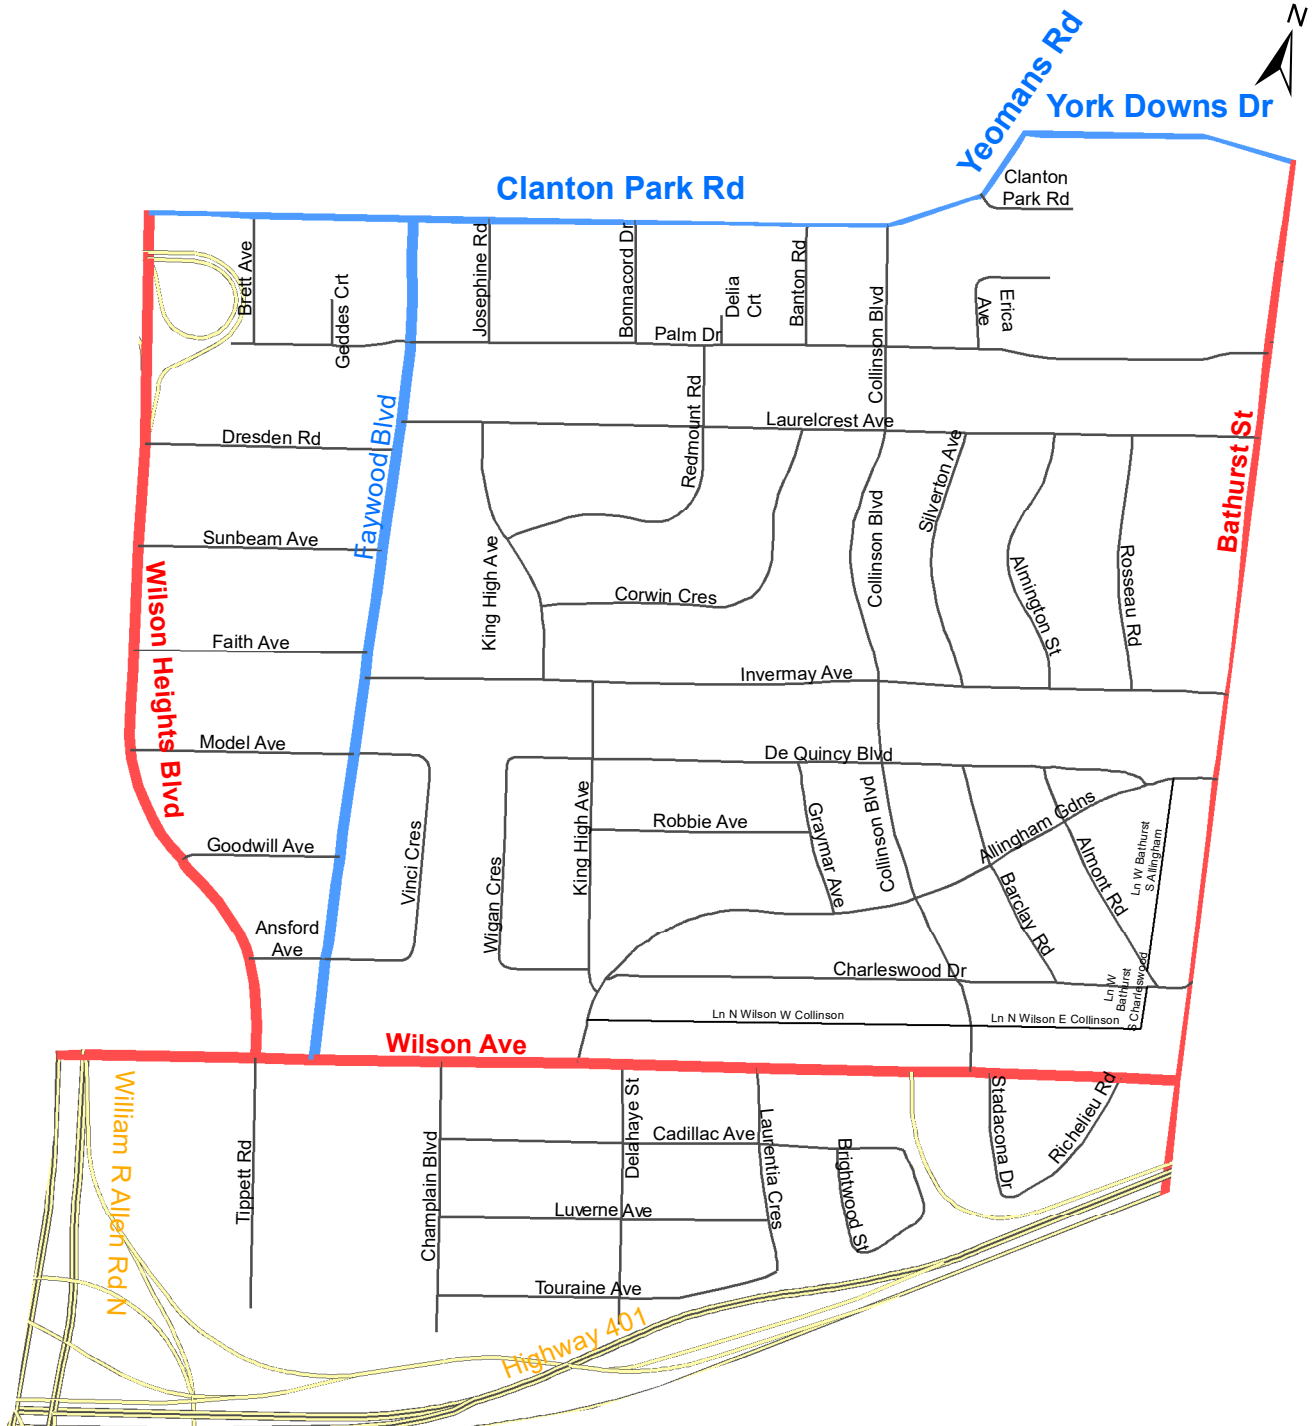 N
Yeomans Rd
York Downs Dr
Clanton
Park Rd
Clanton Park Rd
Brett Ave
Geddes Crt
Josephine Rd
Bonnacord Dr
Delia
Crt
Banton Rd
Collinson Blvd
Erica
Ave
Palm Dr
Redmount Rd
Laurelcrest Ave
Dresden Rd
Faywood Blvd
Bathurst St
Silverton Ave
Collinson Blvd
Sunbeam Ave
King High Ave
Corwin Cres
Almington St
Rosseau Rd
Wilson Heights Blvd
Faith Ave
Invermay Ave
Model Ave
De Quincy Blvd
Vinci Cres
Wigan Cres
King High Ave
Robbie Ave
Graymar Ave
Collinson Blvd
Allingham Gdns
Almont Rd
Ln W Bathurst
S Allingham
Goodwill Ave
Barclay Rd
Ansford
Ave
Charleswood Dr
Ln W
Bathurst
S Charleswood
Ln N Wilson W Collinson
Ln N Wilson E Collinson
Wilson Ave
William R Allen Rd N
Tippett Rd
Champlain Blvd
Delahaye St
Cadillac Ave
Laurentia Cres
Brightwood St
Stadacona Dr
Richelieu Rd
Luverne Ave
Touraine Ave
Highway 401